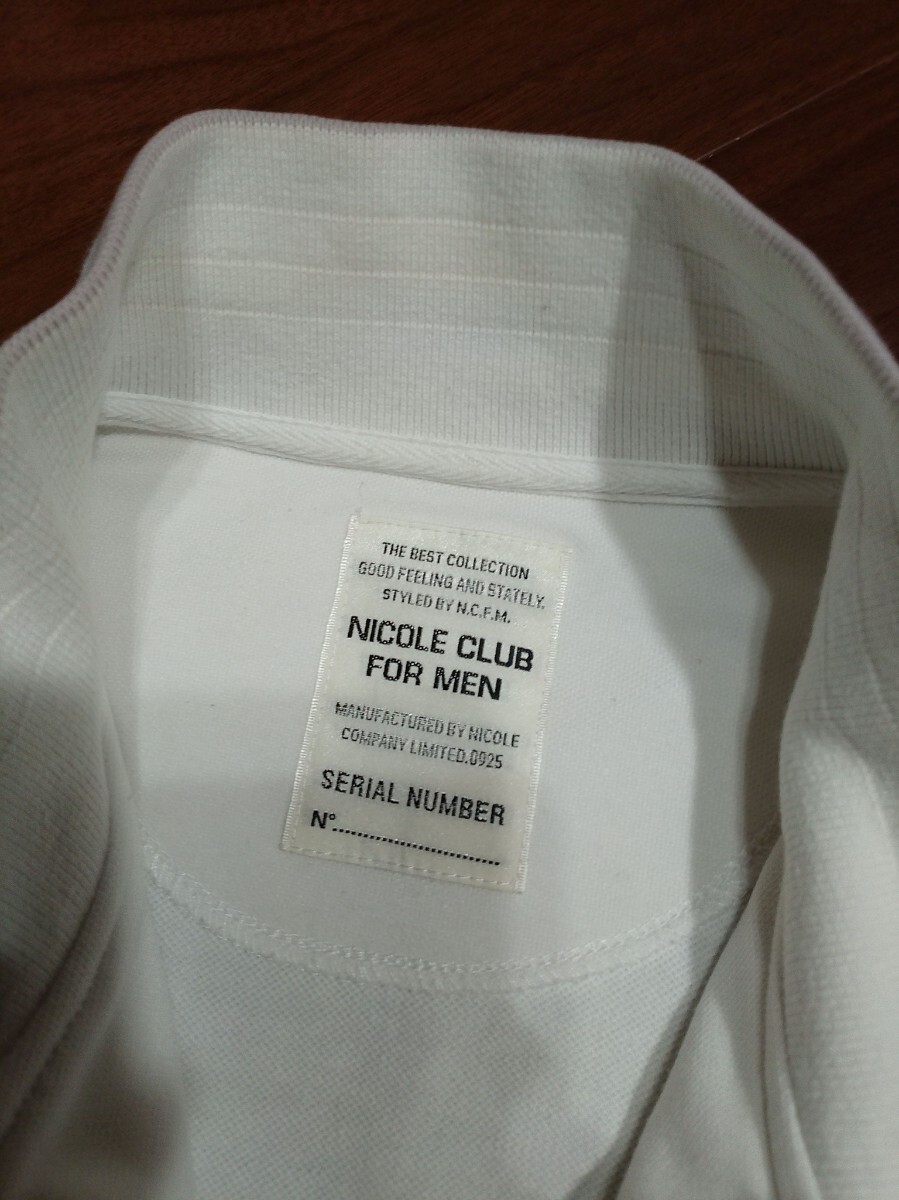 THE BEST COLLECTION
GOOD FEELING AND STATELY.
STYLED BY N.C.F.M.
NICOLE CLUB
FOR MEN
MANUFACTURED BY NICOLE
COMPANY LIMITED.0925
SERIAL NUMBER
N°...........................